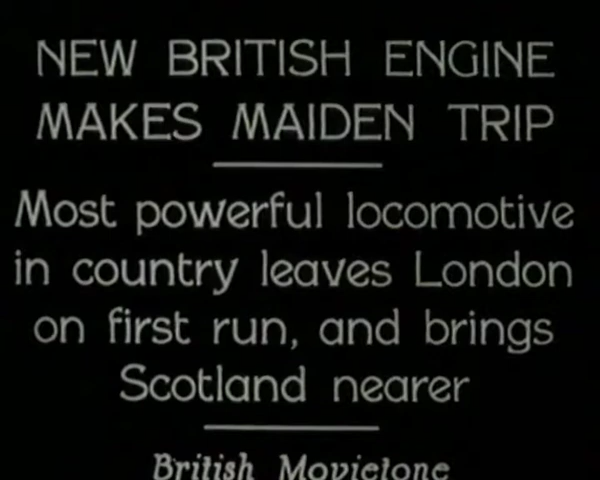 NEW BRITISH ENGINE
MAKES MAIDEN TRIP
Most powerful locomotive
in country leaves London
on first run, and brings
Scotland nearer
British Movietone